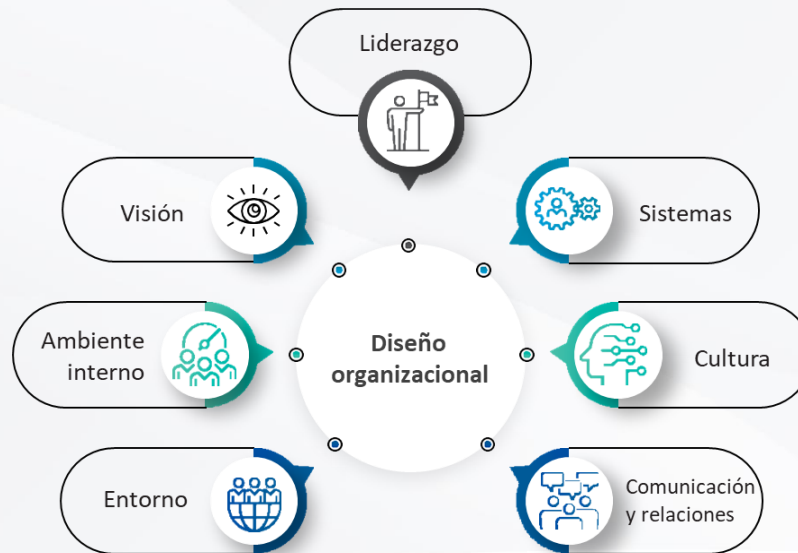 Liderazgo
Visión
Sistemas
Ambiente
interno
Diseño
organizacional
Cultura
Entorno
Comunicación
y relaciones